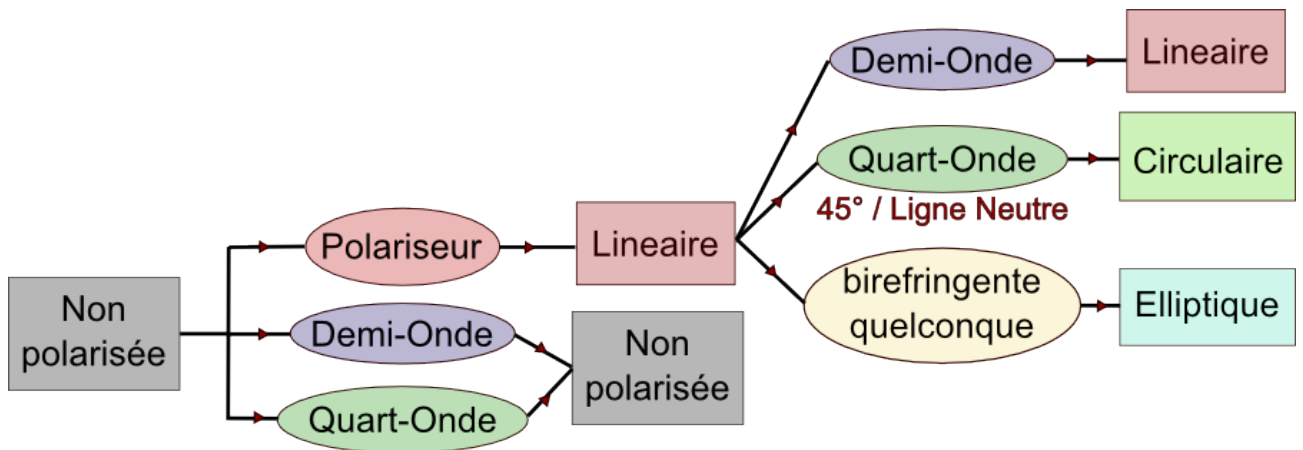 Demi-Onde
Lineaire
Quart-Onde
Circulaire
45° / Ligne Neutre
Polariseur
Lineaire
birefringente
quelconque
Elliptique
Non
polarisée
Demi-Onde
Non
polarisée
Quart-Onde